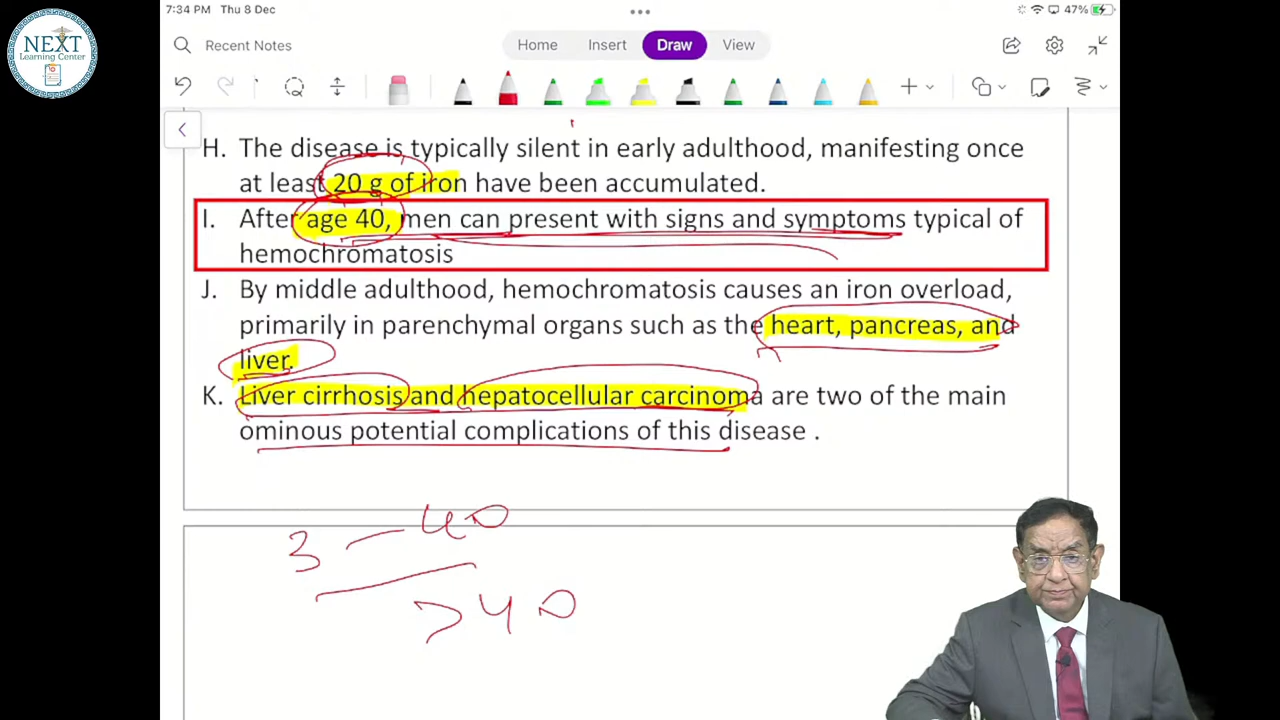 7:34 PM Thu 8 Dec
47%
NEXT
Learning Center
Recent Notes
Home Insert Draw View
H. The disease is typically silent in early adulthood, manifesting once
at least 20 g of iron have been accumulated.
I. After age 40, men can present with signs and symptoms typical of
hemochromatosis
J. By middle adulthood, hemochromatosis causes an iron overload,
primarily in parenchymal organs such as the heart, pancreas, and
liver.
K. Liver cirrhosis and hepatocellular carcinoma are two of the main
ominous potential complications of this disease .
3 — 40
>40